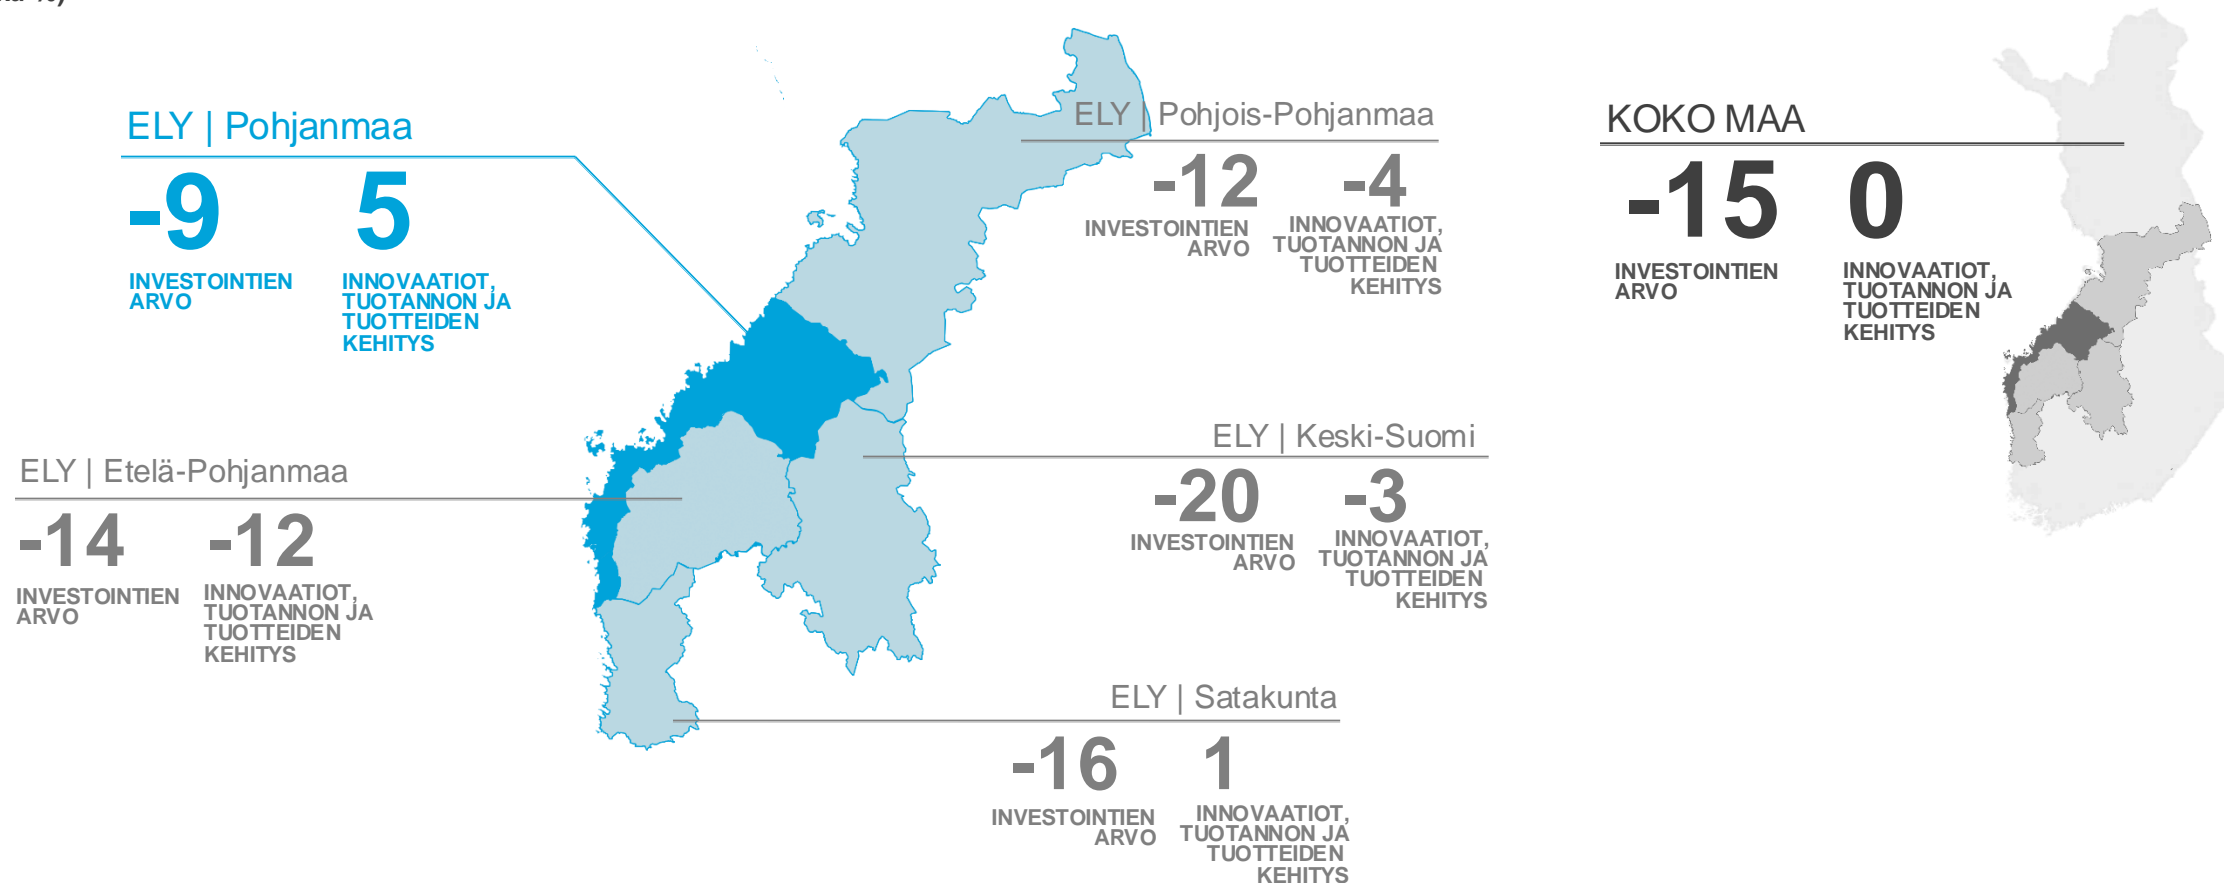 ELY | Pohjanmaa
-9 5
INVESTOINTIEN
ARVO
INNOVAATIOT,
TUOTANNON JA
TUOTTEIDEN
KEHITYS
ELY | Pohjois-Pohjanmaa
-12 -4
INVESTOINTIEN
ARVO
INNOVAATIOT,
TUOTANNON JA
TUOTTEIDEN
KEHITYS
KOKO MAA
-15 0
INVESTOINTIEN
ARVO
INNOVAATIOT,
TUOTANNON JA
TUOTTEIDEN
KEHITYS
ELY | Etelä-Pohjanmaa
-14 -12
INVESTOINTIEN
ARVO
INNOVAATIOT,
TUOTANNON JA
TUOTTEIDEN
KEHITYS
ELY | Keski-Suomi
-20 -3
INVESTOINTIEN
ARVO
INNOVAATIOT,
TUOTANNON JA
TUOTTEIDEN
KEHITYS
ELY | Satakunta
-16 1
INVESTOINTIEN
ARVO
INNOVAATIOT,
TUOTANNON JA
TUOTTEIDEN
KEHITYS